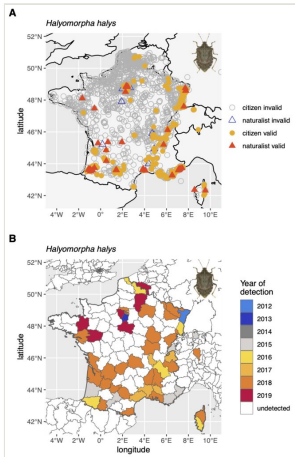 A
Halyomorpha halys
52°N
50°N
48°N
46°N
44°N
42°N
latitude
4°W 2°W 0° 2°E 4°E 6°E 8°E 10°E
citizen invalid
naturalist invalid
citizen valid
naturalist valid
B
Halyomorpha halys
52°N
50°N
48°N
46°N
44°N
42°N
latitude
4°W 2°W 0° 2°E 4°E 6°E 8°E 10°E
longitude
Year of
detection
2012
2013
2014
2015
2016
2017
2018
2019
undetected